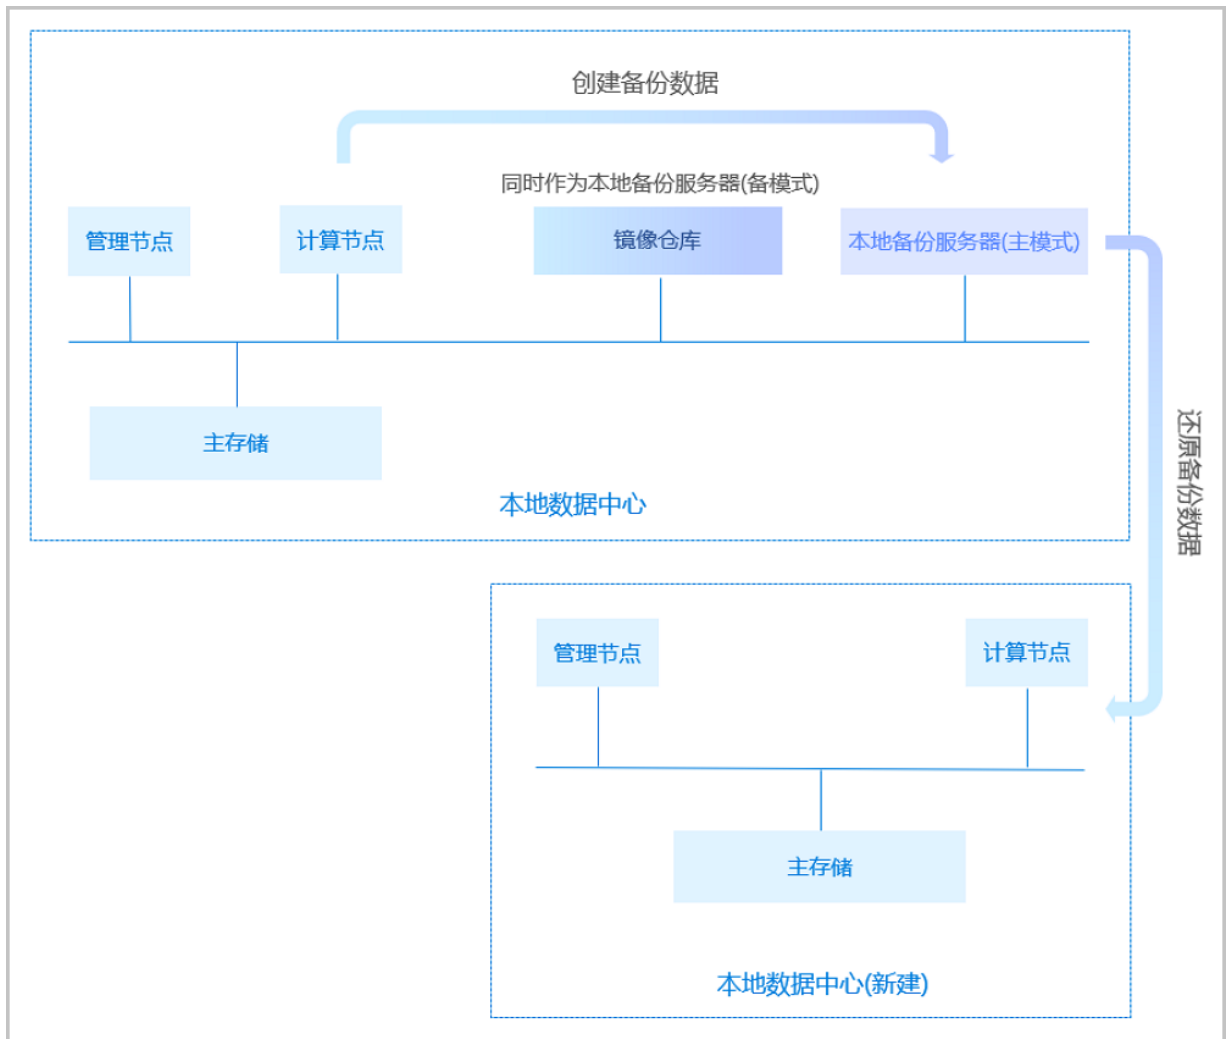 创建备份数据
同时作为本地备份服务器(备模式)
管理节点
计算节点
镜像仓库
本地备份服务器(主模式)
主存储
本地数据中心
还原备份数据
管理节点
计算节点
主存储
本地数据中心(新建)